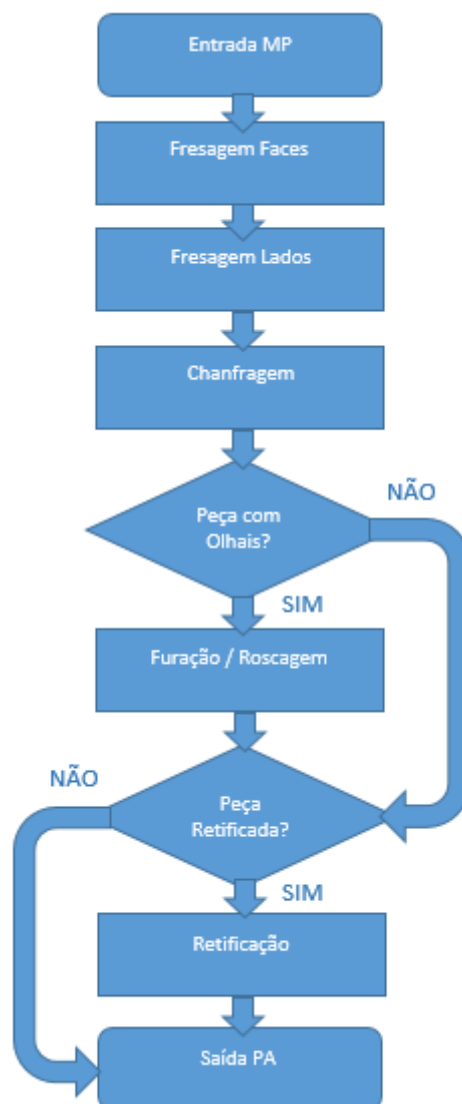 Entrada MP
Fresagem Faces
Fresagem Lados
Chanfragem
NÃO
Peça com
Olhais?
SIM
Furação / Roscagem
NÃO
Peça
Retificada?
SIM
Retificação
Saída PA